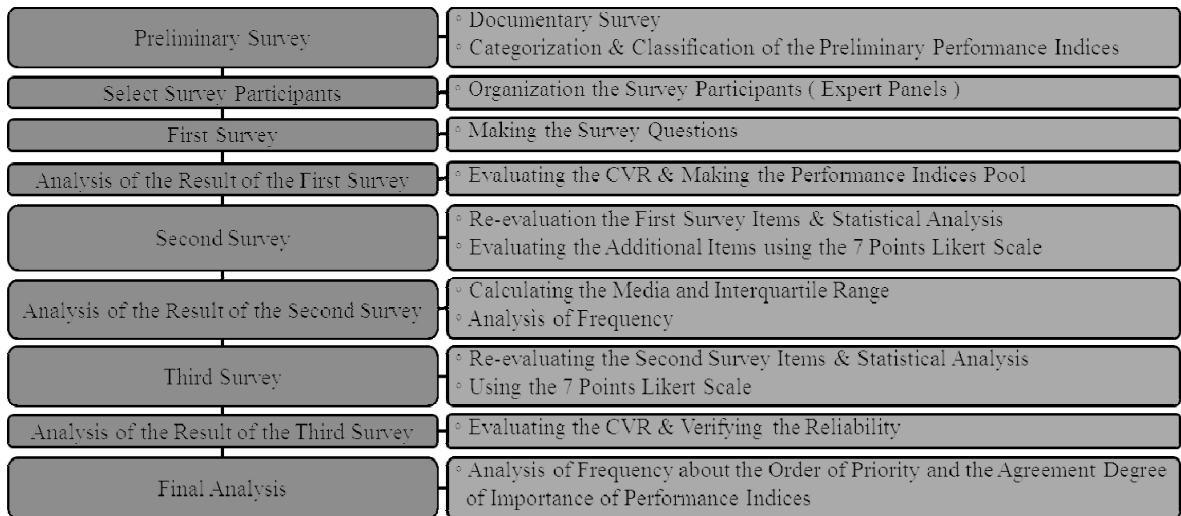 Preliminary Survey
◦ Documentary Survey
◦ Categorization & Classification of the Preliminary Performance Indices
Select Survey Participants
◦ Organization the Survey Participants ( Expert Panels )
First Survey
◦ Making the Survey Questions
Analysis of the Result of the First Survey
◦ Evaluating the CVR & Making the Performance Indices Pool
Second Survey
◦ Re-evaluation the First Survey Items & Statistical Analysis
◦ Evaluating the Additional Items using the 7 Points Likert Scale
Analysis of the Result of the Second Survey
◦ Calculating the Media and Interquartile Range
◦ Analysis of Frequency
Third Survey
◦ Re-evaluating the Second Survey Items & Statistical Analysis
◦ Using the 7 Points Likert Scale
Analysis of the Result of the Third Survey
◦ Evaluating the CVR & Verifying the Reliability
Final Analysis
◦ Analysis of Frequency about the Order of Priority and the Agreement Degree
of Importance of Performance Indices